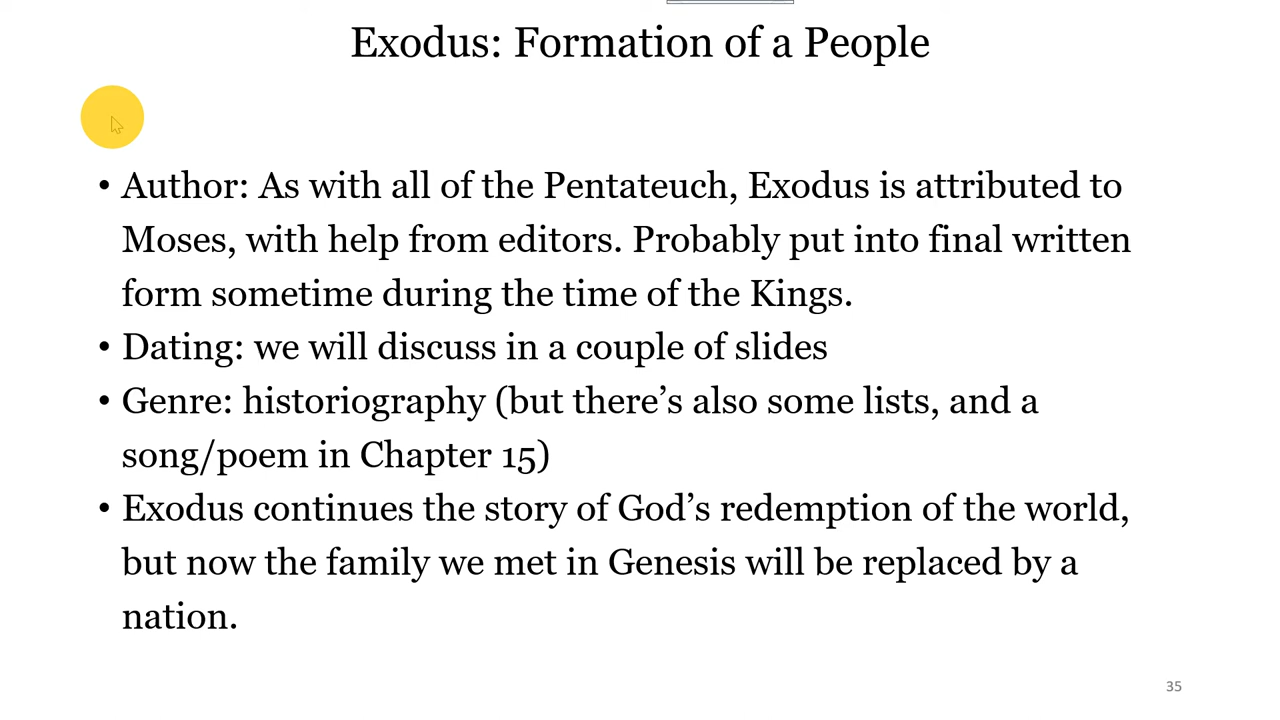 Exodus: Formation of a People
• Author: As with all of the Pentateuch, Exodus is attributed to
Moses, with help from editors. Probably put into final written
form sometime during the time of the Kings.
• Dating: we will discuss in a couple of slides
• Genre: historiography (but there’s also some lists, and a
song/poem in Chapter 15)
• Exodus continues the story of God’s redemption of the world,
but now the family we met in Genesis will be replaced by a
nation.
35